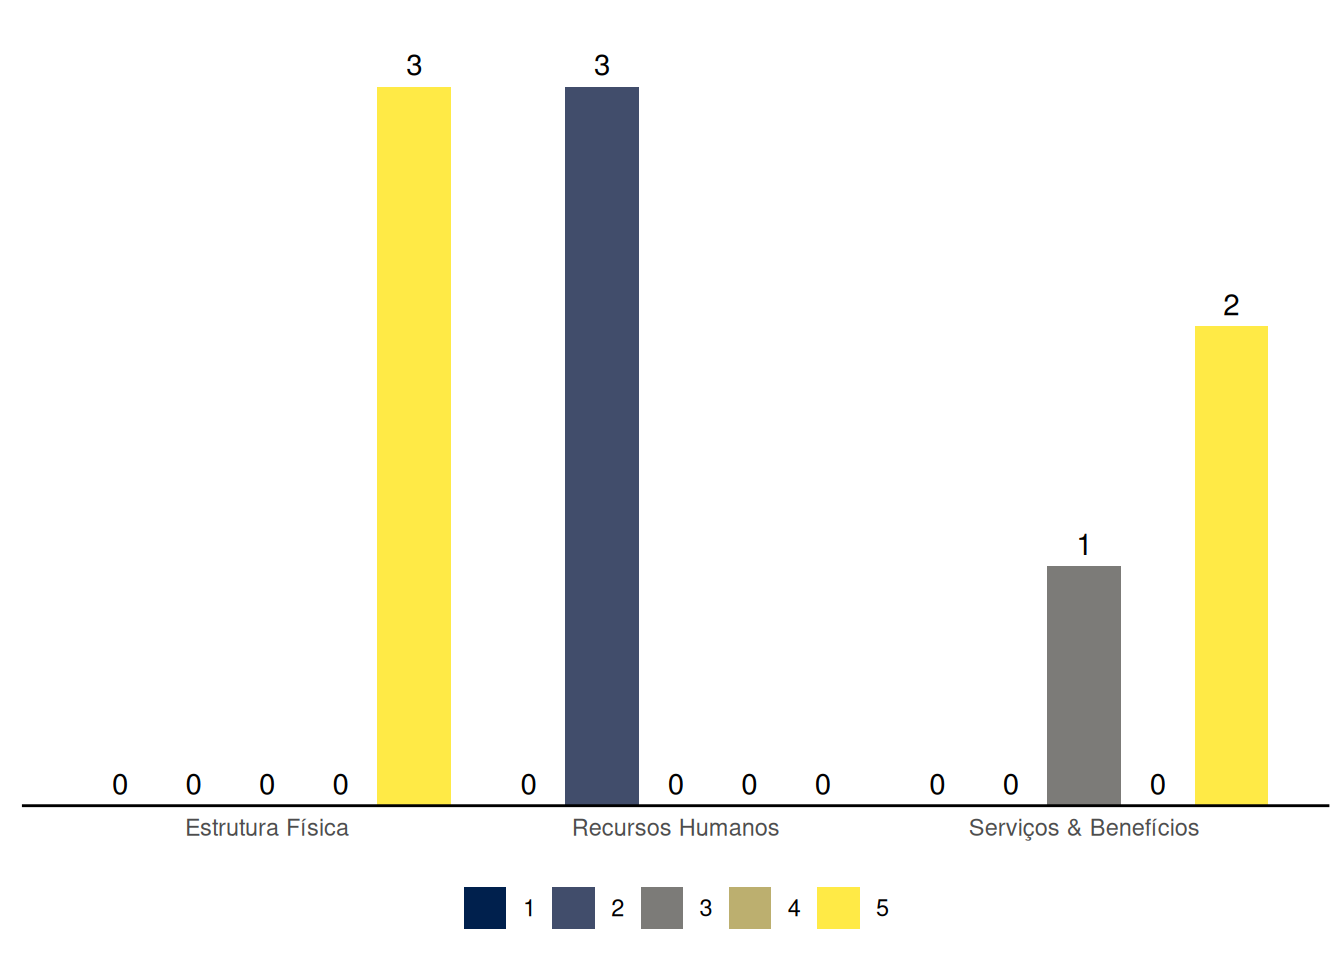 3 3
2
1
0 0 0 0 0 0 0 0 0 0 0
Estrutura Física Recursos Humanos Serviços & Benefícios
1 2 3 4 5